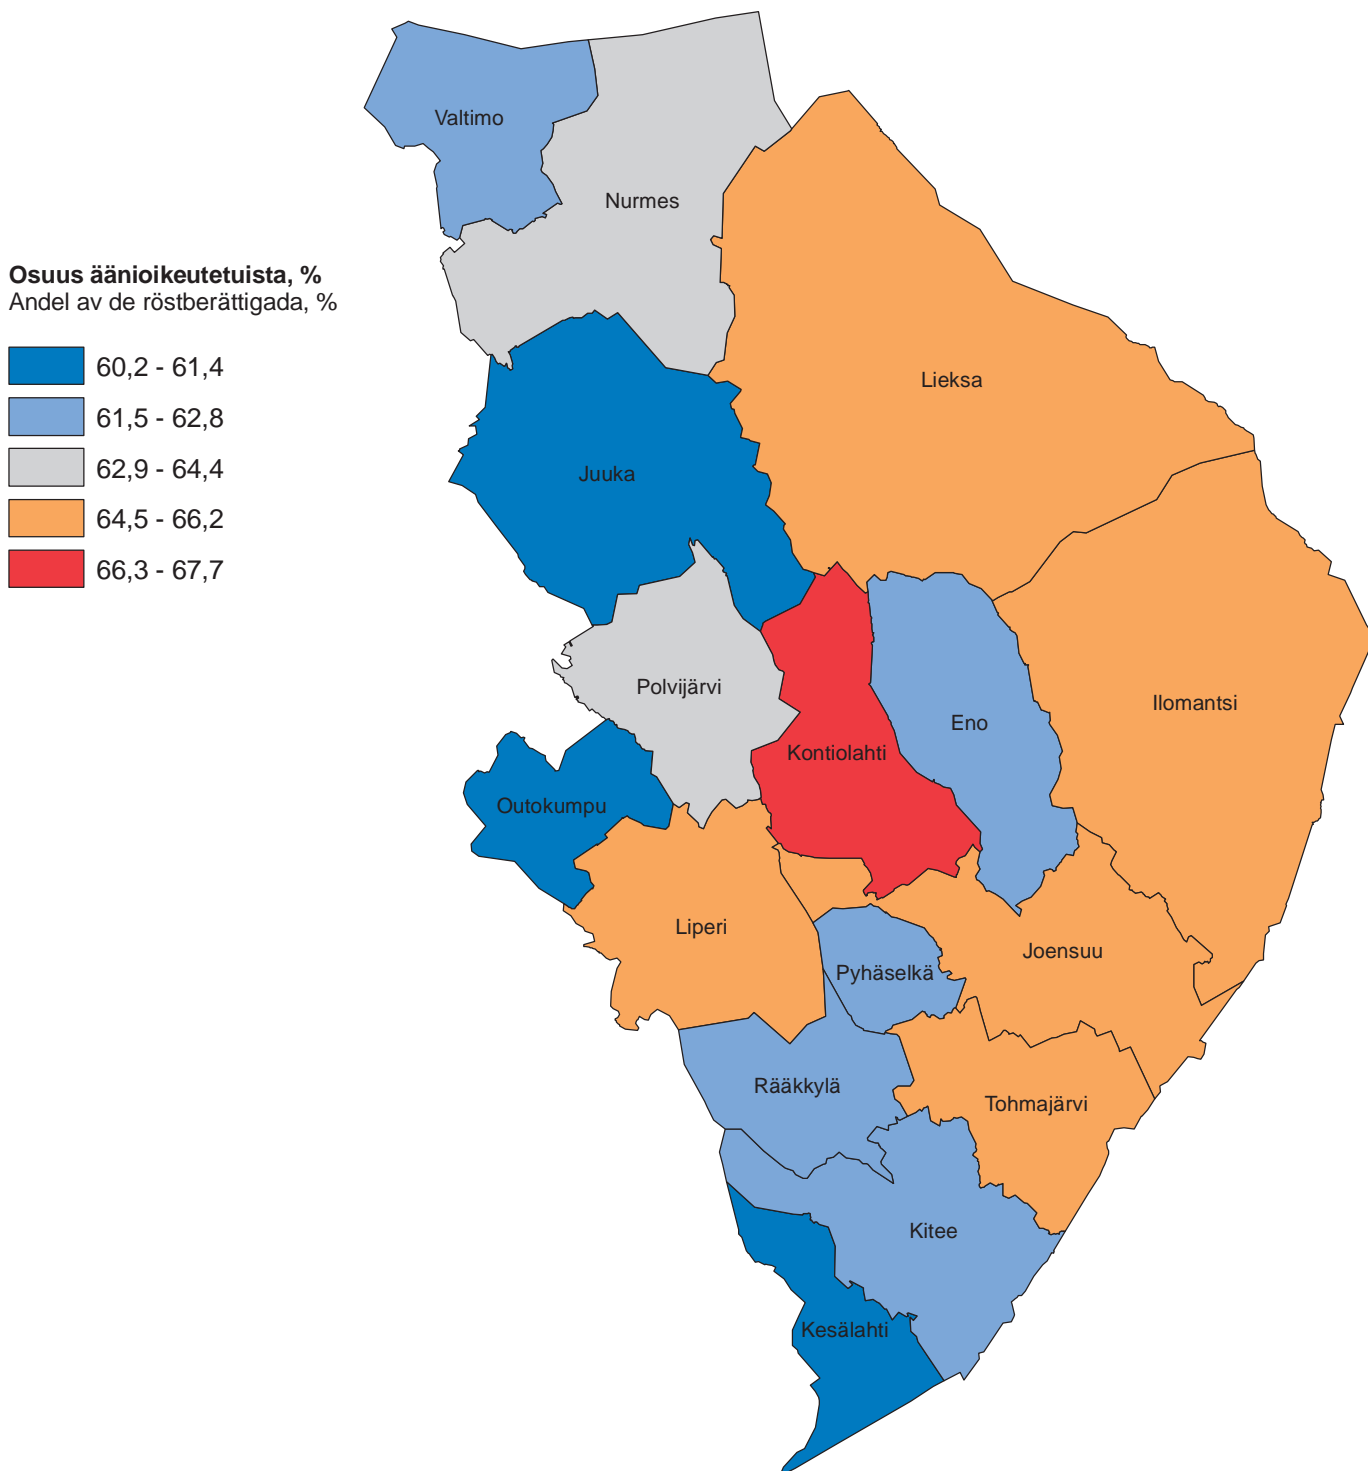 Valtimo
Nurmes
Osuus äänioikeutetuista, %
Andel av de röstberättigada, %
60,2 - 61,4
61,5 - 62,8
62,9 - 64,4
64,5 - 66,2
66,3 - 67,7
Lieksa
Juuka
Polvijärvi
Ilomantsi
Eno
Kontiolahti
Outokumpu
Liperi
Joensuu
Pyhäselkä
Rääkkylä
Tohmajärvi
Kitee
Kesälahti